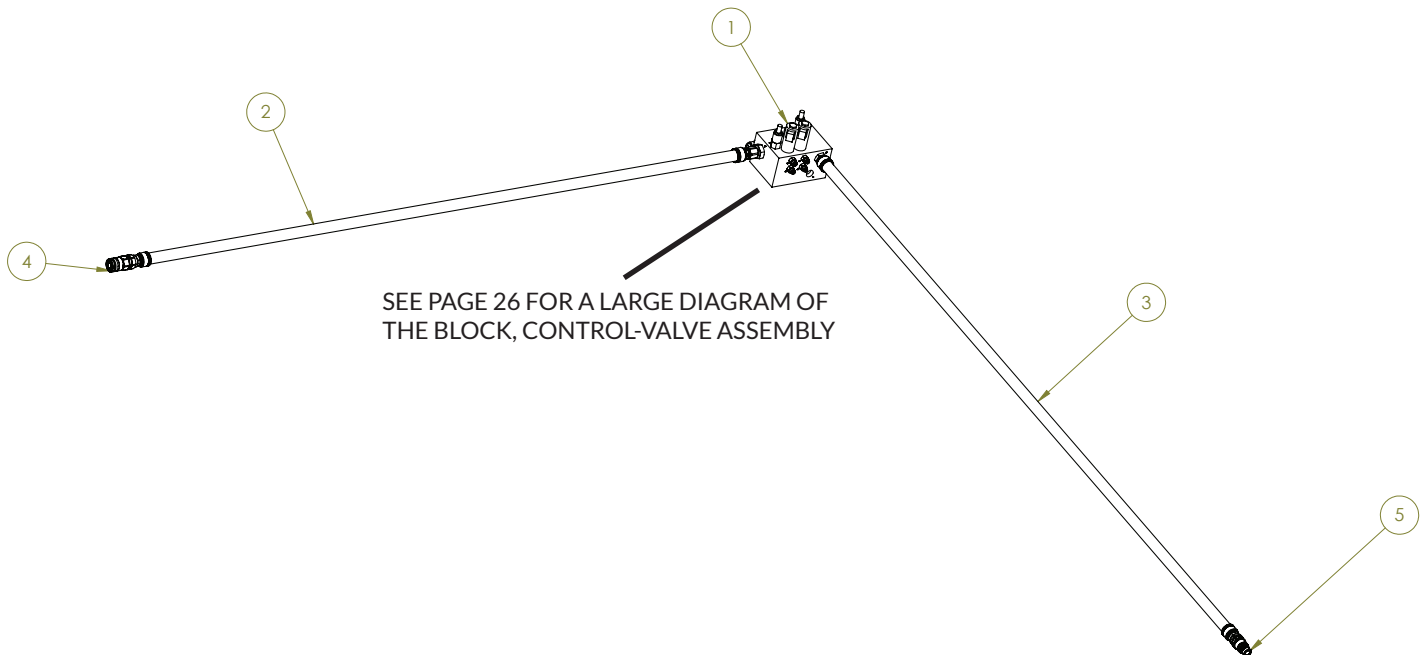 1
2
4
SEE PAGE 26 FOR A LARGE DIAGRAM OF
THE BLOCK, CONTROL-VALVE ASSEMBLY
3
5